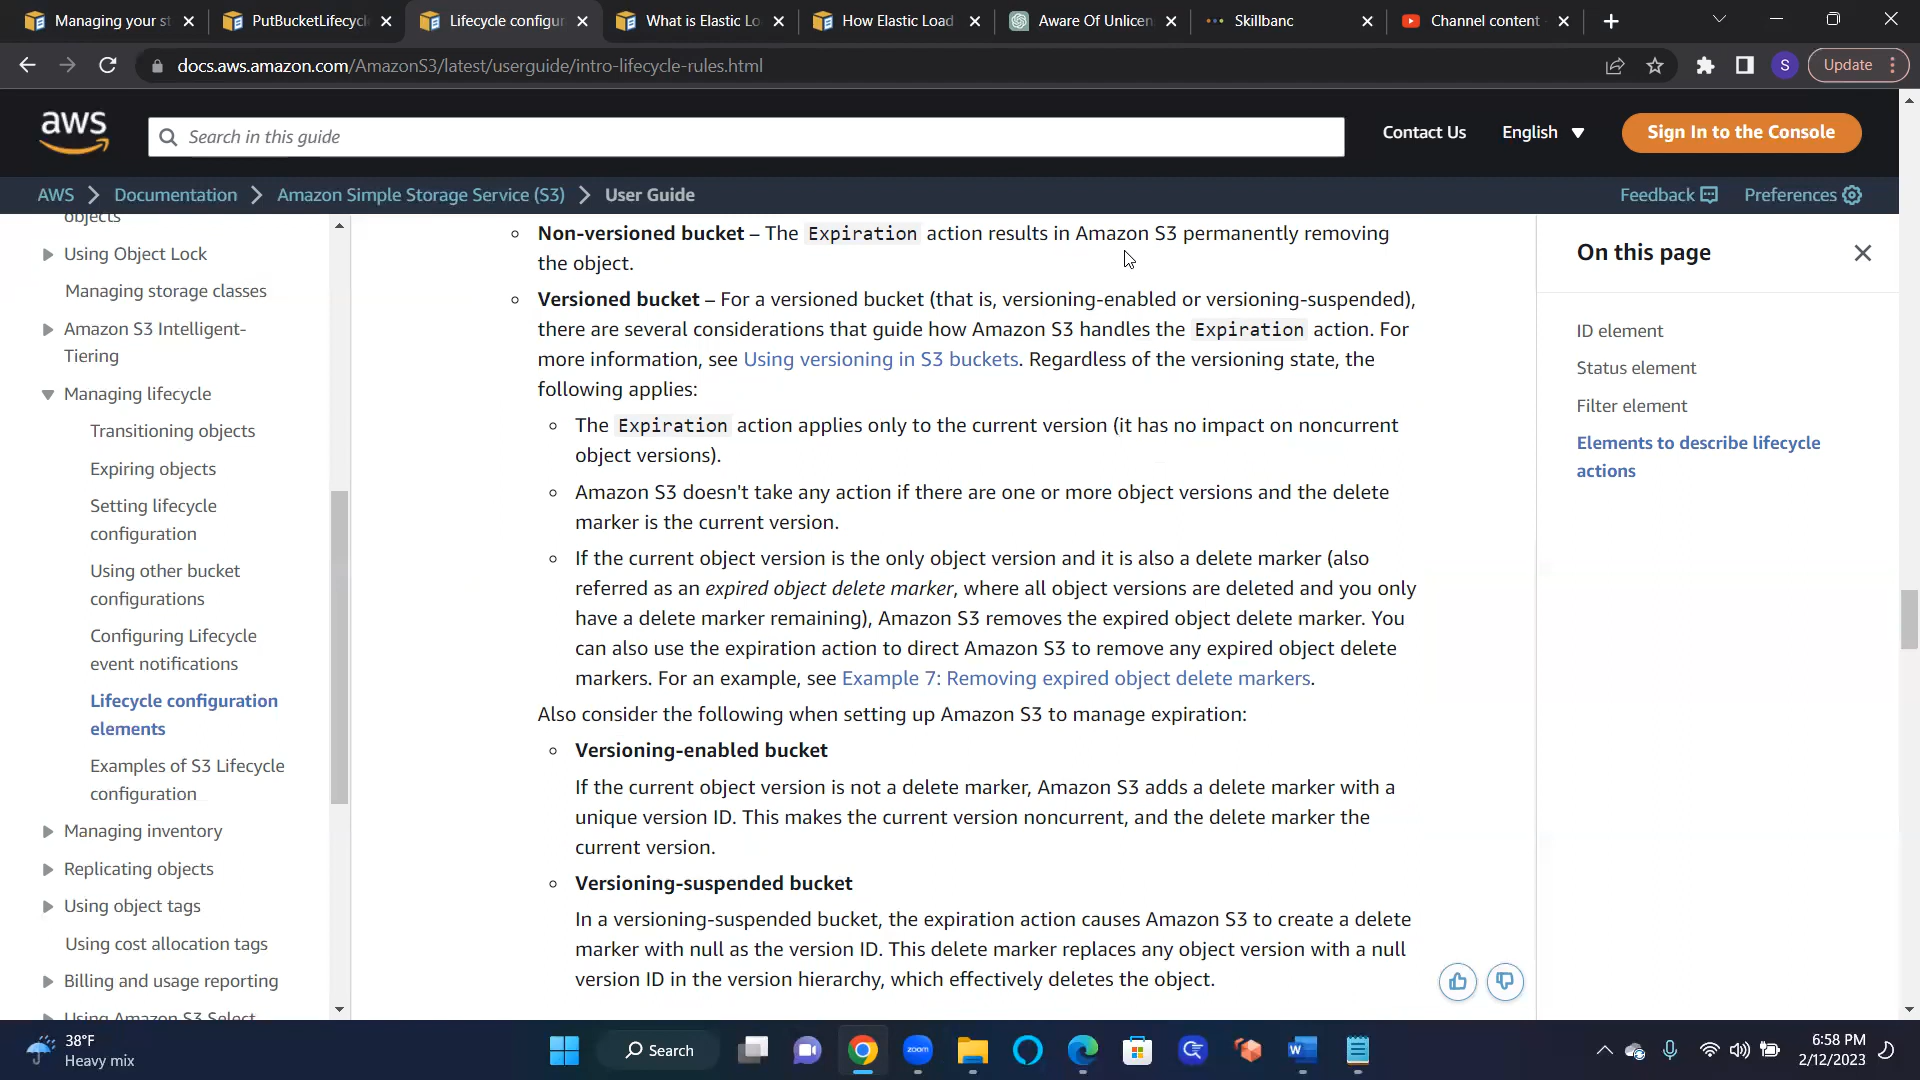 Managing your st
PutBucketLifecycl
Lifecycle configur
What is Elastic Lo
How Elastic Load
Aware Of Unlicen
Skillbanc
Channel content
docs.aws.amazon.com/AmazonS3/latest/userguide/intro-lifecycle-rules.html
S
Update
aws
Search in this guide
Contact Us
English
Sign In to the Console
AWS
Documentation
Amazon Simple Storage Service (S3)
User Guide
Feedback
Preferences
objects
Using Object Lock
Managing storage classes
Amazon S3 Intelligent-
Tiering
Managing lifecycle
Transitioning objects
Expiring objects
Setting lifecycle
configuration
Using other bucket
configurations
Configuring Lifecycle
event notifications
Lifecycle configuration
elements
Examples of S3 Lifecycle
configuration
Managing inventory
Replicating objects
Using object tags
Using cost allocation tags
Billing and usage reporting
Using Amazon S3 Select
Non-versioned bucket – The Expiration action results in Amazon S3 permanently removing
the object.
Versioned bucket – For a versioned bucket (that is, versioning-enabled or versioning-suspended),
there are several considerations that guide how Amazon S3 handles the Expiration action. For
more information, see Using versioning in S3 buckets. Regardless of the versioning state, the
following applies:
The Expiration action applies only to the current version (it has no impact on noncurrent
object versions).
Amazon S3 doesn't take any action if there are one or more object versions and the delete
marker is the current version.
If the current object version is the only object version and it is also a delete marker (also
referred as an expired object delete marker, where all object versions are deleted and you only
have a delete marker remaining), Amazon S3 removes the expired object delete marker. You
can also use the expiration action to direct Amazon S3 to remove any expired object delete
markers. For an example, see Example 7: Removing expired object delete markers.
Also consider the following when setting up Amazon S3 to manage expiration:
Versioning-enabled bucket
If the current object version is not a delete marker, Amazon S3 adds a delete marker with a
unique version ID. This makes the current version noncurrent, and the delete marker the
current version.
Versioning-suspended bucket
In a versioning-suspended bucket, the expiration action causes Amazon S3 to create a delete
marker with null as the version ID. This delete marker replaces any object version with a null
version ID in the version hierarchy, which effectively deletes the object.
On this page
ID element
Status element
Filter element
Elements to describe lifecycle
actions
38°F
Heavy mix
Search
zoom
6:58 PM
2/12/2023